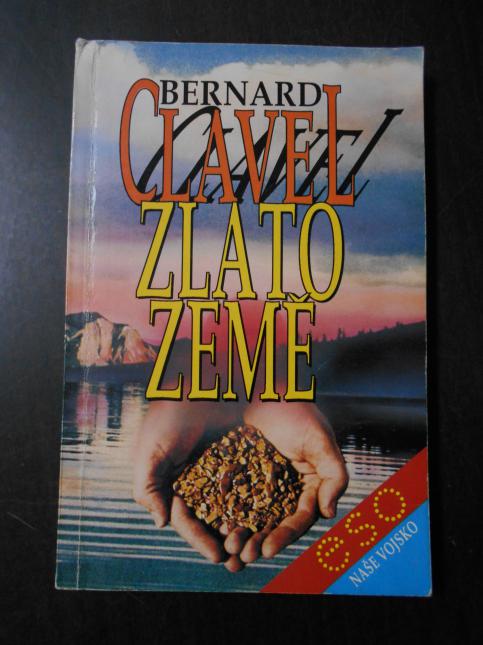 BERNARD
CLAVEL
ZLATO
ZEMĚ
eso
NAŠE VOJSKO